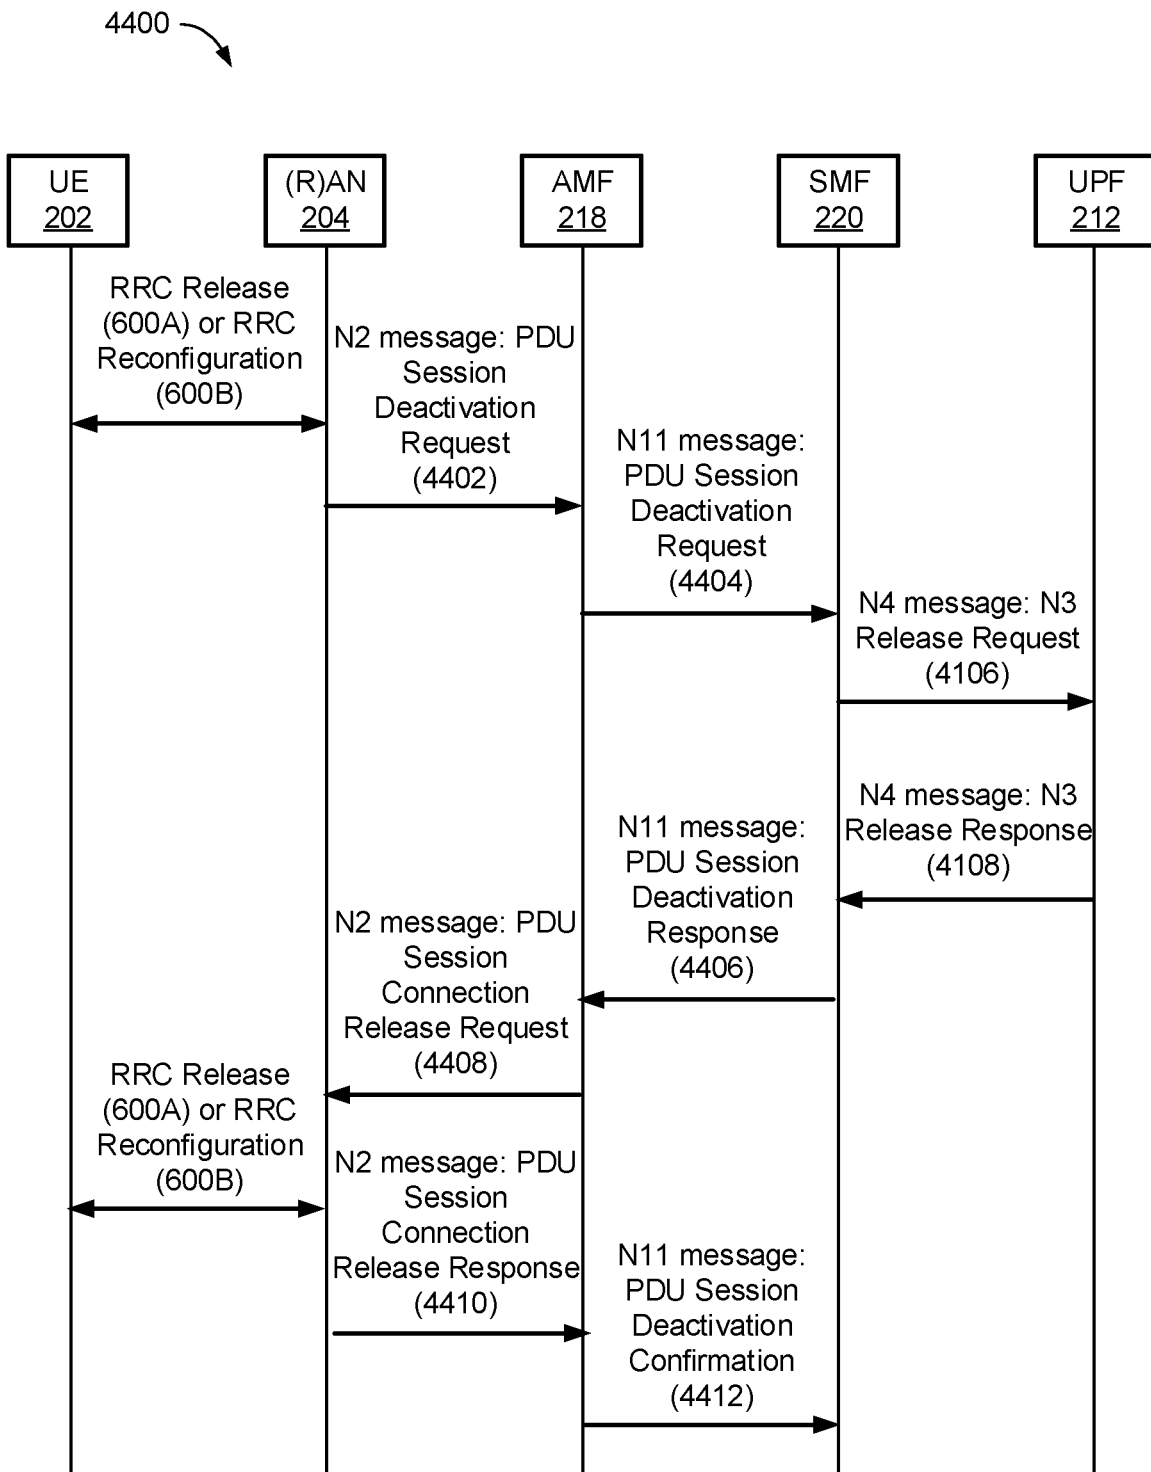 4400
UE
202
(R)AN
204
AMF
218
SMF
220
UPF
212
RRC Release
(600A) or RRC
Reconfiguration
(600B)
N2 message: PDU
Session
Deactivation
Request
(4402)
N11 message:
PDU Session
Deactivation
Request
(4404)
N4 message: N3
Release Request
(4106)
N4 message: N3
Release Response
(4108)
N11 message:
PDU Session
Deactivation
Response
(4406)
N2 message: PDU
Session
Connection
Release Request
(4408)
RRC Release
(600A) or RRC
Reconfiguration
(600B)
N2 message: PDU
Session
Connection
Release Response
(4410)
N11 message:
PDU Session
Deactivation
Confirmation
(4412)